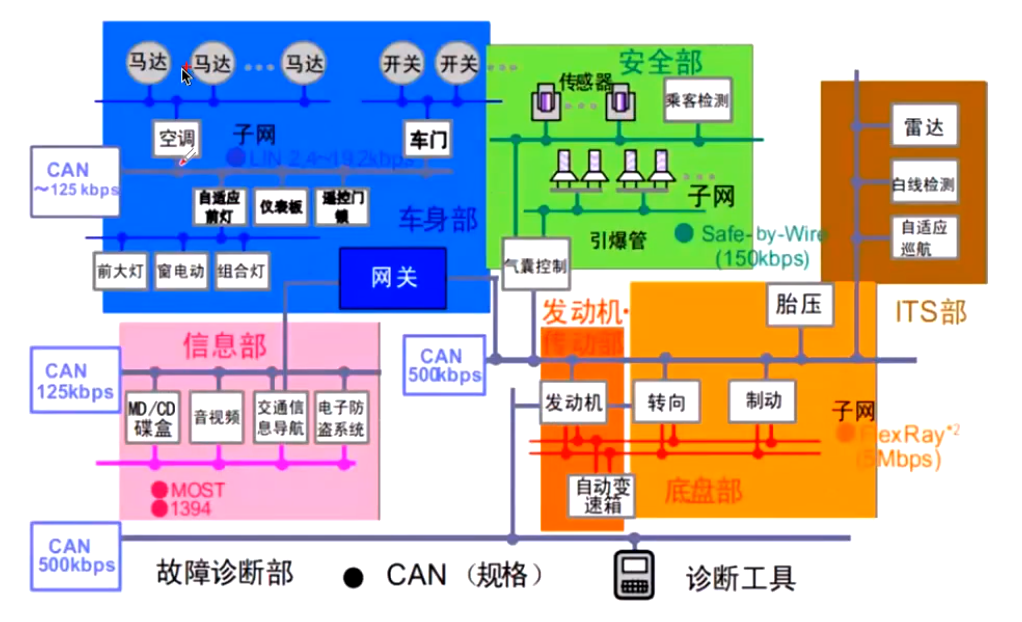 马达
马达
马达
开关
开关
安全部
传感器
乘客检测
雷达
空调
子网
LIN 2.4~19.2kbps
车门
CAN
～125 kbps
白线检测
自适应
前灯
仪表板
遥控门
锁
车身部
子网
引爆管
Safe-by-Wire
(150kbps)
自适应
巡航
前大灯
窗电动
组合灯
网关
气囊控制
胎压
ITS部
发动机·
传动部
信息部
CAN
125kbps
CAN
500kbps
MD/CD
碟盒
音视频
交通信
息导航
电子防
盗系统
发动机
转向
制动
子网
FlexRay*2
(5Mbps)
MOST
1394
自动变
速箱
底盘部
CAN
500kbps
故障诊断部
CAN（规格）
诊断工具